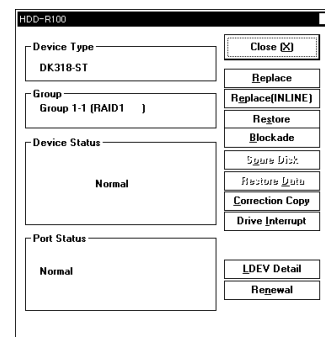 HDD-R100
Device Type
DK318-ST
Group
Group 1-1 (RAID1 )
Device Status
Normal
Port Status
Normal
Close (X)
Replace
Replace(INLINE)
Restore
Blockade
Spare Disk
Restore Data
Correction Copy
Drive Interrupt
LDEV Detail
Renewal